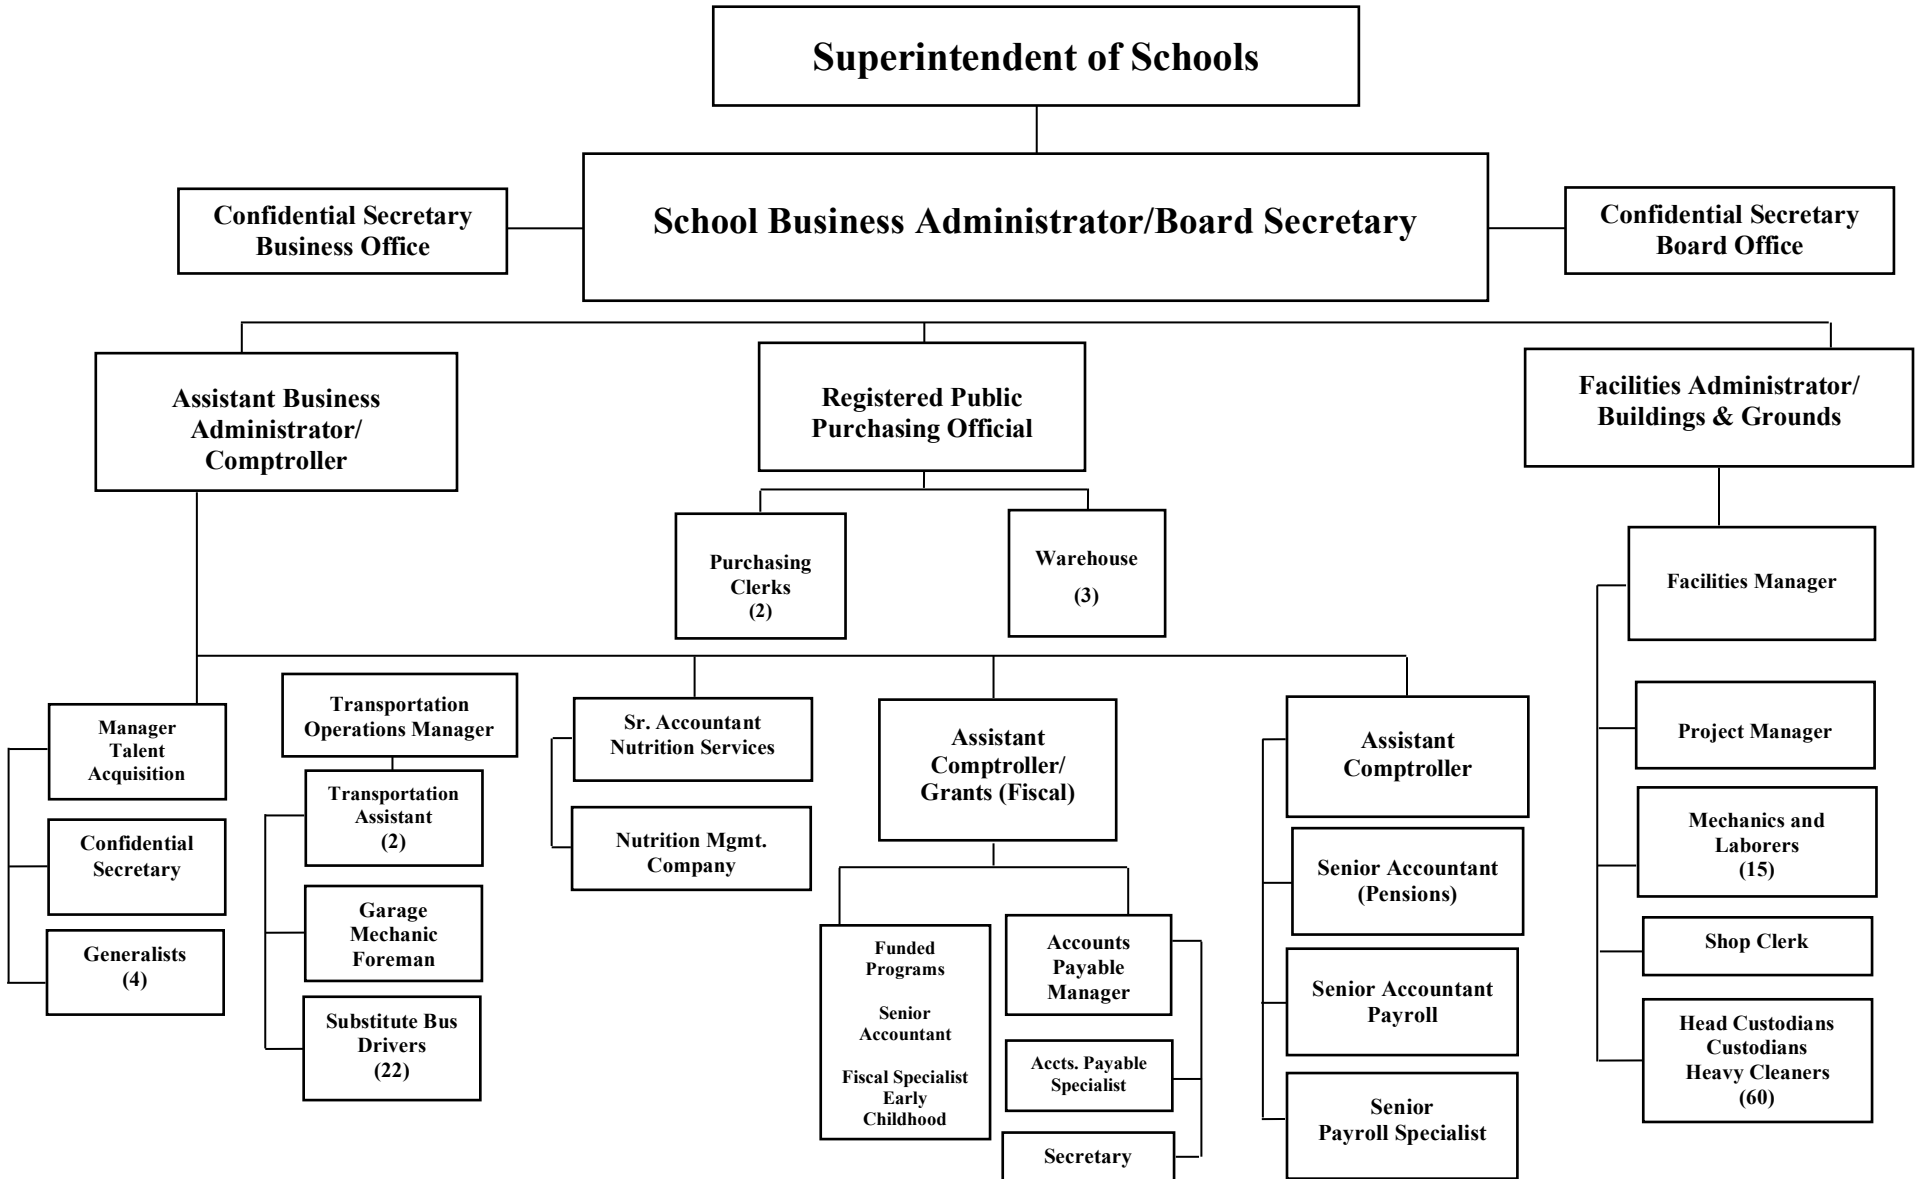 Superintendent of Schools
Confidential Secretary
Business Office
School Business Administrator/Board Secretary
Confidential Secretary
Board Office
Assistant Business
Administrator/
Comptroller
Registered Public
Purchasing Official
Facilities Administrator/
Buildings & Grounds
Purchasing
Clerks
(2)
Warehouse
(3)
Facilities Manager
Project Manager
Mechanics and
Laborers
(15)
Shop Clerk
Head Custodians
Custodians
Heavy Cleaners
(60)
Manager
Talent
Acquisition
Confidential
Secretary
Generalists
(4)
Transportation
Operations Manager
Transportation
Assistant
(2)
Garage
Mechanic
Foreman
Substitute Bus
Drivers
(22)
Sr. Accountant
Nutrition Services
Nutrition Mgmt.
Company
Assistant
Comptroller/
Grants (Fiscal)
Funded
Programs
Senior
Accountant
Fiscal Specialist
Early
Childhood
Accounts
Payable
Manager
Accts. Payable
Specialist
Secretary
Assistant
Comptroller
Senior Accountant
(Pensions)
Senior Accountant
Payroll
Senior
Payroll Specialist